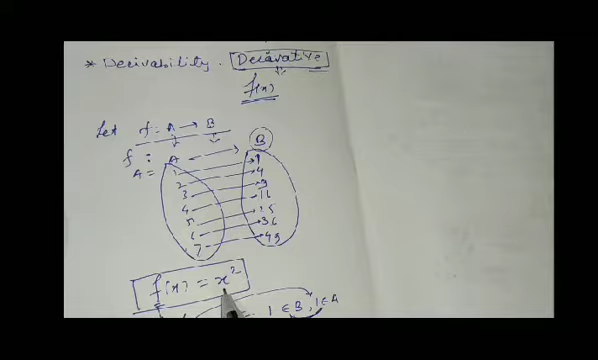 * Derivability. Derivative
f(x)
Let f: A → B
B
f : A →
A =
1 → 1
2 → 4
3 → 9
4 → 16
5 → 25
6 → 36
7 → 49
f(x) = x²
= 1 ∈ B, 1 ∈ A